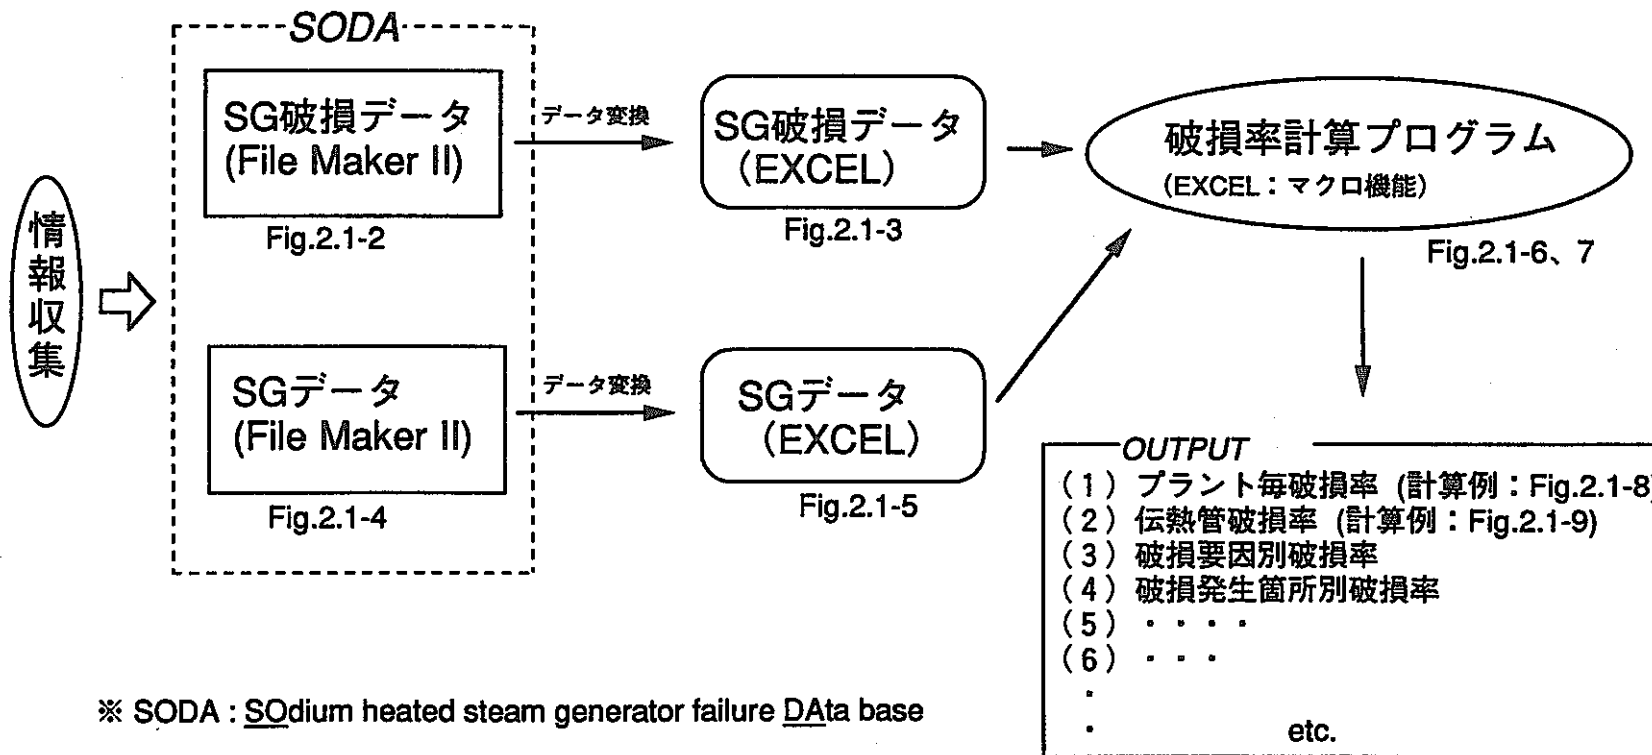 SODA
SG破損データ
(File Maker II)
Fig.2.1-2
データ変換
SG破損データ
(EXCEL)
Fig.2.1-3
破損率計算プログラム
(EXCEL：マクロ機能)
Fig.2.1-6、7
情報収集
SGデータ
(File Maker II)
Fig.2.1-4
データ変換
SGデータ
(EXCEL)
Fig.2.1-5
OUTPUT
(1) プラント毎破損率 (計算例：Fig.2.1-8)
(2) 伝熱管破損率 (計算例：Fig.2.1-9)
(3) 破損要因別破損率
(4) 破損発生箇所別破損率
(5) ・・・・
(6) ・・・
・
・ etc.
※ SODA : SOdium heated steam generator failure DAta base